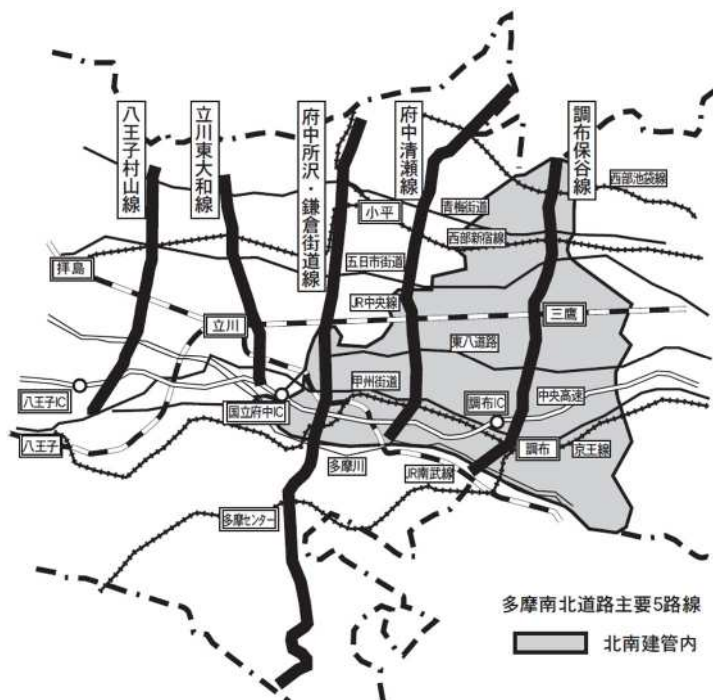 八王子村山線
立川東大和線
府中所沢・鎌倉街道線
府中清瀬線
調布保谷線
西部池袋線
青梅街道
小平
西部新宿線
五日市街道
拝島
JR中央線
立川
三鷹
東八道路
甲州街道
八王子IC
国立府中IC
調布IC
中央高速
八王子
調布
京王線
多摩川
JR南武線
多摩センター
多摩南北道路主要5路線
北南建管内